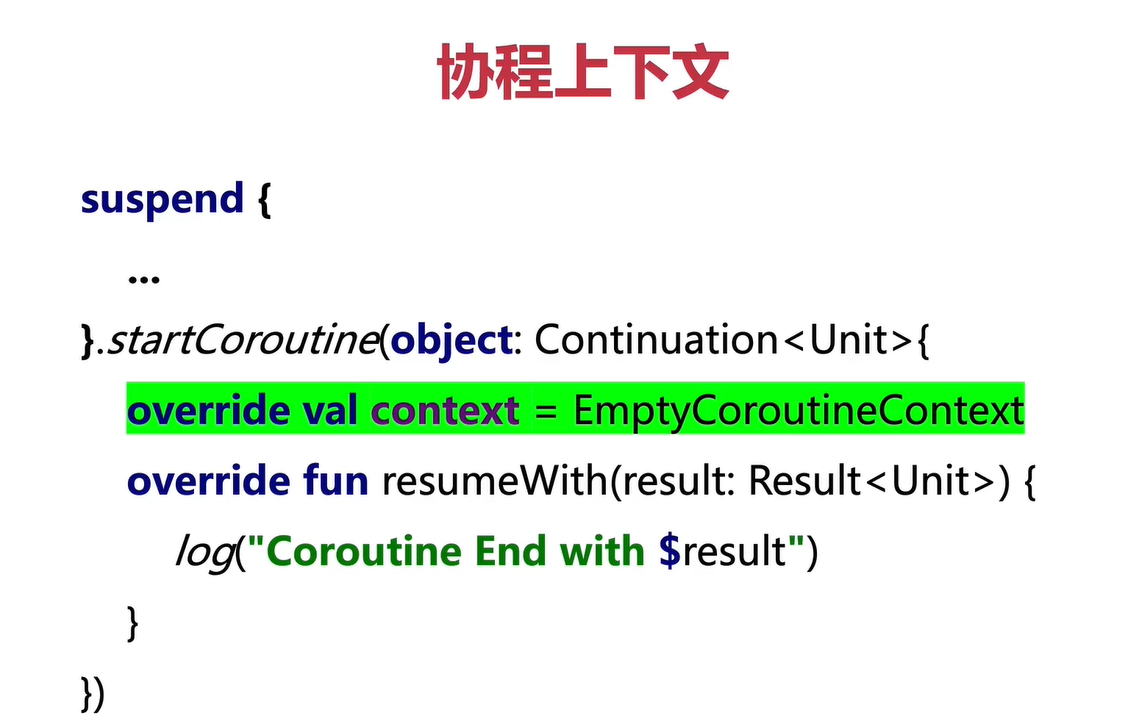 协程上下文
suspend {
...
}.startCoroutine(object: Continuation<Unit>{
override val context = EmptyCoroutineContext
override fun resumeWith(result: Result<Unit>) {
log("Coroutine End with $result")
}
})